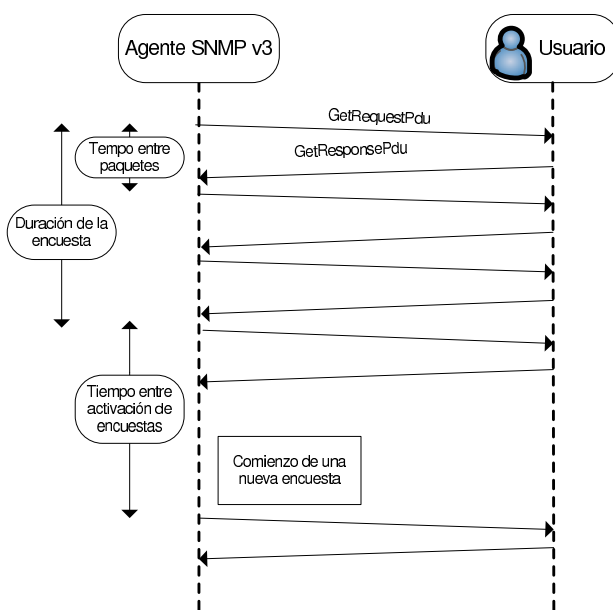 Agente SNMP v3
Usuario
GetRequestPdu
GetResponsePdu
Tempo entre
paquetes
Duración de la
encuesta
Tiempo entre
activación de
encuestas
Comienzo de una
nueva encuesta